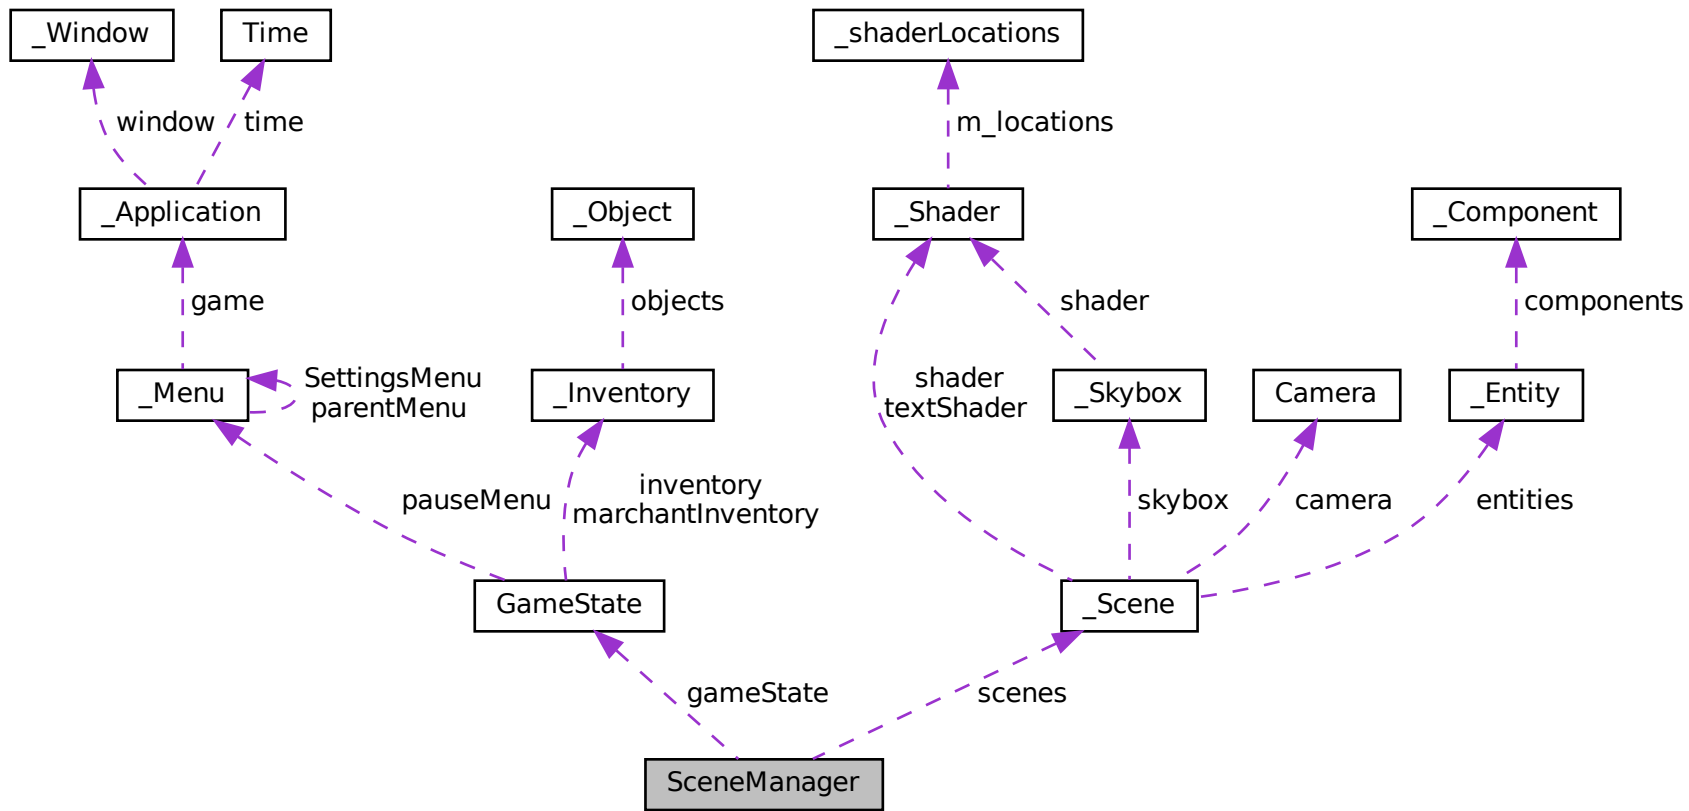 _Window
Time
_shaderLocations
window
time
m_locations
_Application
_Object
_Shader
_Component
game
objects
shader
components
_Menu
SettingsMenu
parentMenu
_Inventory
shader
textShader
_Skybox
Camera
_Entity
pauseMenu
inventory
marchantInventory
skybox
camera
entities
GameState
_Scene
gameState
scenes
SceneManager